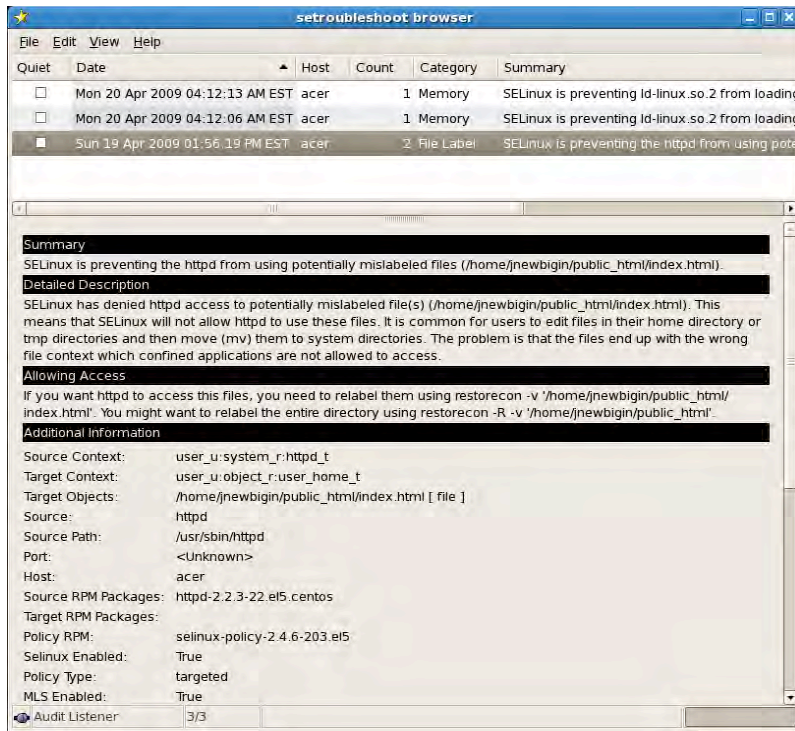 setroubleshoot browser
File Edit View Help
Quiet Date Host Count Category Summary
Mon 20 Apr 2009 04:12:13 AM EST acer 1 Memory SELinux is preventing ld-linux.so.2 from loading
Mon 20 Apr 2009 04:12:06 AM EST acer 1 Memory SELinux is preventing ld-linux.so.2 from loading
Sun 19 Apr 2009 01:56:19 PM EST acer 2 File Label SELinux is preventing the httpd from using pote
Summary
SELinux is preventing the httpd from using potentially mislabeled files (/home/jnewbigin/public_html/index.html).
Detailed Description
SELinux has denied httpd access to potentially mislabeled file(s) (/home/jnewbigin/public_html/index.html). This
means that SELinux will not allow httpd to use these files. It is common for users to edit files in their home directory or
tmp directories and then move (mv) them to system directories. The problem is that the files end up with the wrong
file context which confined applications are not allowed to access.
Allowing Access
If you want httpd to access this files, you need to relabel them using restorecon -v '/home/jnewbigin/public_html/
index.html'. You might want to relabel the entire directory using restorecon -R -v '/home/jnewbigin/public_html'.
Additional Information
Source Context: user_u:system_r:httpd_t
Target Context: user_u:object_r:user_home_t
Target Objects: /home/jnewbigin/public_html/index.html [ file ]
Source: httpd
Source Path: /usr/sbin/httpd
Port: <Unknown>
Host: acer
Source RPM Packages: httpd-2.2.3-22.el5.centos
Target RPM Packages:
Policy RPM: selinux-policy-2.4.6-203.el5
Selinux Enabled: True
Policy Type: targeted
MLS Enabled: True
Audit Listener 3/3